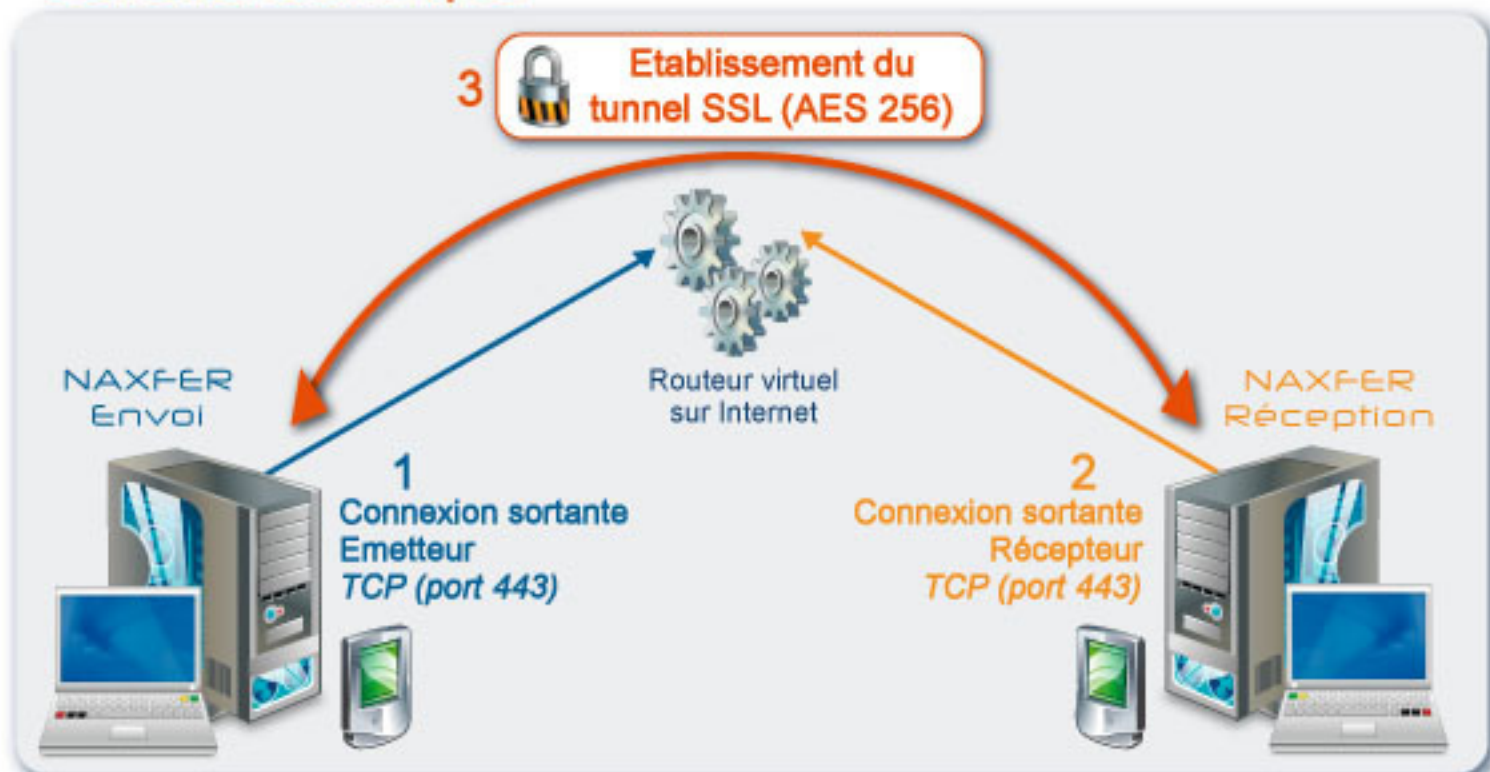 3
Etablissement du
tunnel SSL (AES 256)
Routeur virtuel
sur Internet
NAXFER
Envoi
NAXFER
Réception
1
Connexion sortante
Emetteur
TCP (port 443)
2
Connexion sortante
Récepteur
TCP (port 443)